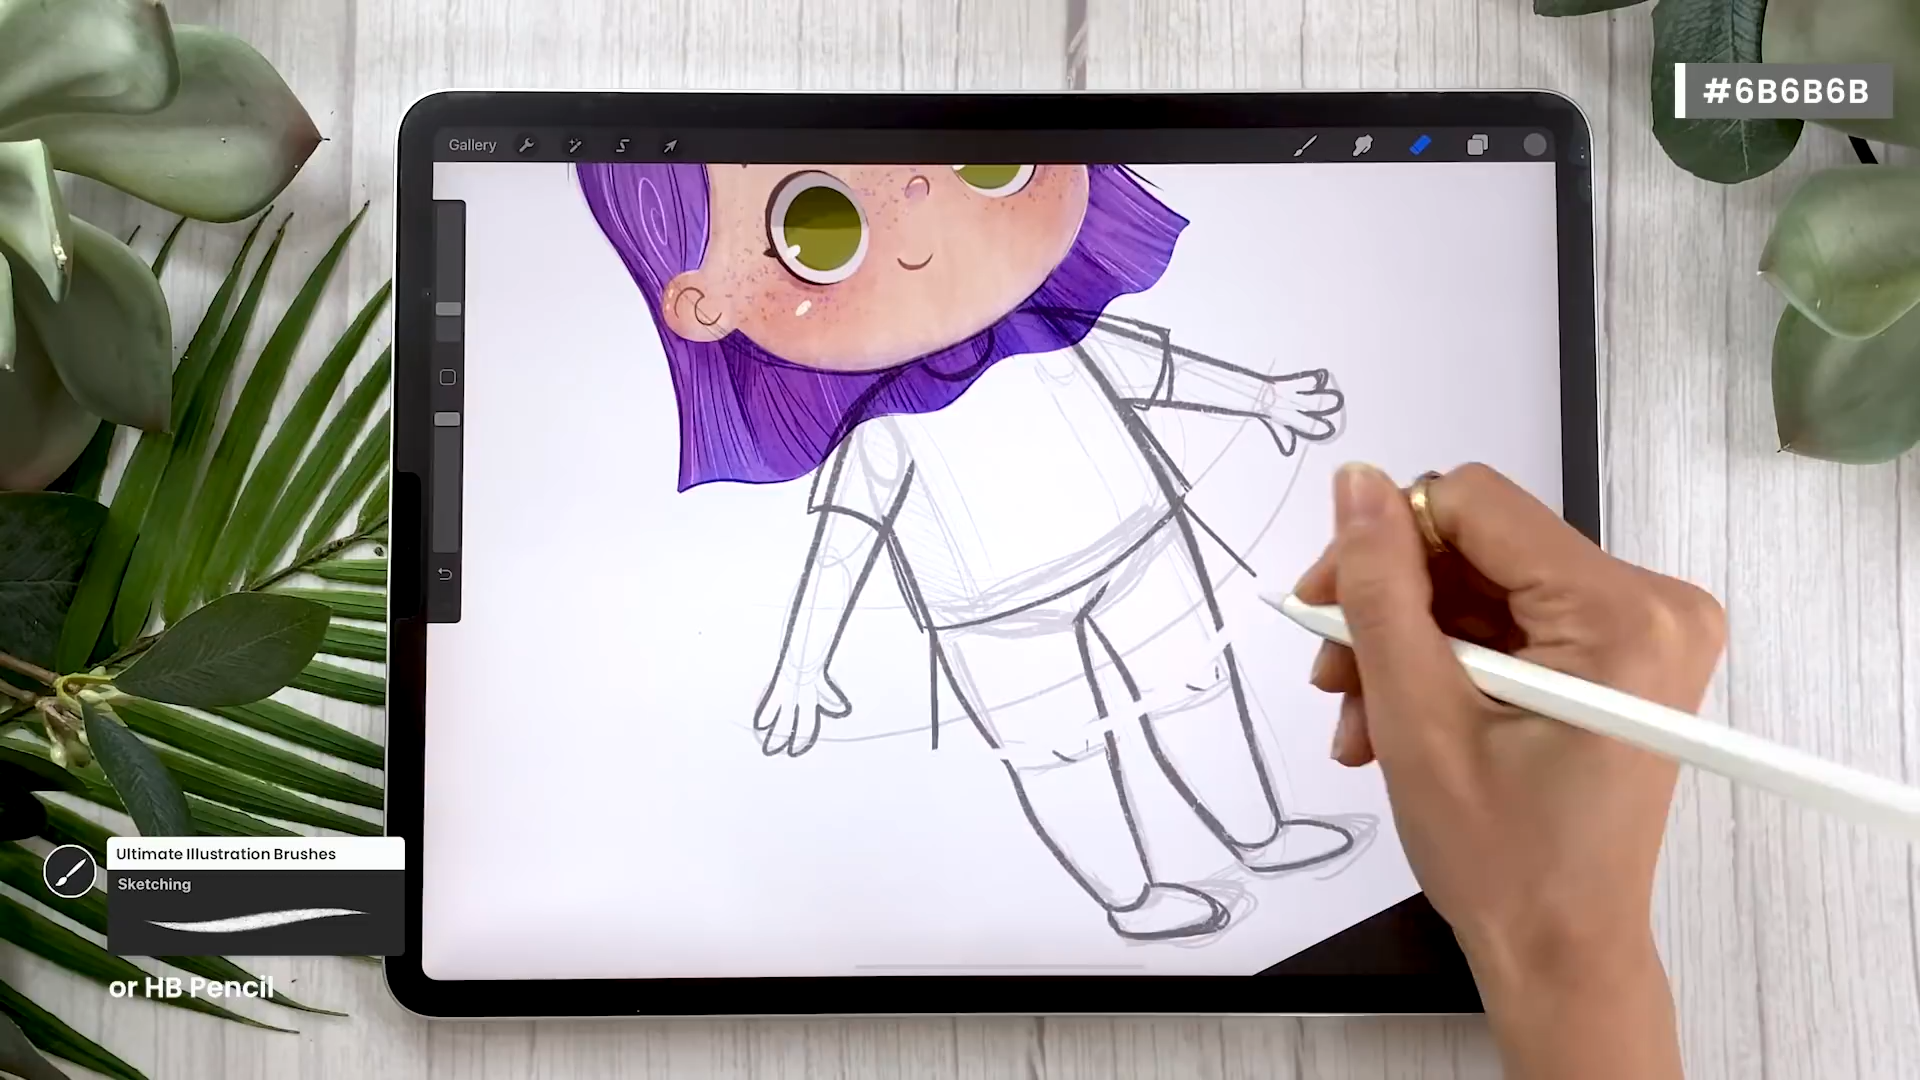 #6B6B6B
Gallery
Ultimate Illustration Brushes
Sketching
or HB Pencil